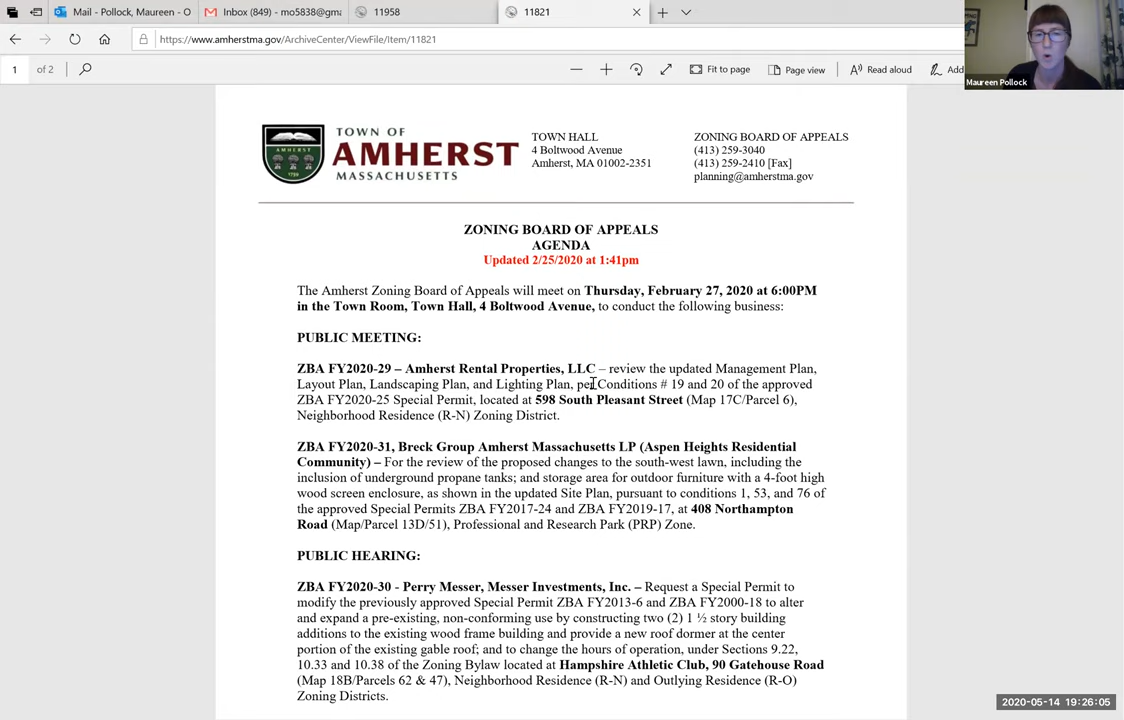 Mail - Pollock, Maureen - O
Inbox (849) - mo5838@gma
11958
11821
https://www.amherstma.gov/ArchiveCenter/ViewFile/Item/11821
1 of 2
Fit to page
Page view
Read aloud
Add
Maureen Pollock
TOWN OF
AMHERST
MASSACHUSETTS
TOWN HALL
4 Boltwood Avenue
Amherst, MA 01002-2351
ZONING BOARD OF APPEALS
(413) 259-3040
(413) 259-2410 [Fax]
planning@amherstma.gov
ZONING BOARD OF APPEALS
AGENDA
Updated 2/25/2020 at 1:41pm
The Amherst Zoning Board of Appeals will meet on Thursday, February 27, 2020 at 6:00PM
in the Town Room, Town Hall, 4 Boltwood Avenue, to conduct the following business:
PUBLIC MEETING:
ZBA FY2020-29 – Amherst Rental Properties, LLC – review the updated Management Plan,
Layout Plan, Landscaping Plan, and Lighting Plan, per Conditions # 19 and 20 of the approved
ZBA FY2020-25 Special Permit, located at 598 South Pleasant Street (Map 17C/Parcel 6),
Neighborhood Residence (R-N) Zoning District.
ZBA FY2020-31, Breck Group Amherst Massachusetts LP (Aspen Heights Residential
Community) – For the review of the proposed changes to the south-west lawn, including the
inclusion of underground propane tanks; and storage area for outdoor furniture with a 4-foot high
wood screen enclosure, as shown in the updated Site Plan, pursuant to conditions 1, 53, and 76 of
the approved Special Permits ZBA FY2017-24 and ZBA FY2019-17, at 408 Northampton
Road (Map/Parcel 13D/51), Professional and Research Park (PRP) Zone.
PUBLIC HEARING:
ZBA FY2020-30 - Perry Messer, Messer Investments, Inc. – Request a Special Permit to
modify the previously approved Special Permit ZBA FY2013-6 and ZBA FY2000-18 to alter
and expand a pre-existing, non-conforming use by constructing two (2) 1 ½ story building
additions to the existing wood frame building and provide a new roof dormer at the center
portion of the existing gable roof; and to change the hours of operation, under Sections 9.22,
10.33 and 10.38 of the Zoning Bylaw located at Hampshire Athletic Club, 90 Gatehouse Road
(Map 18B/Parcels 62 & 47), Neighborhood Residence (R-N) and Outlying Residence (R-O)
Zoning Districts.
2020-05-14 19:26:05